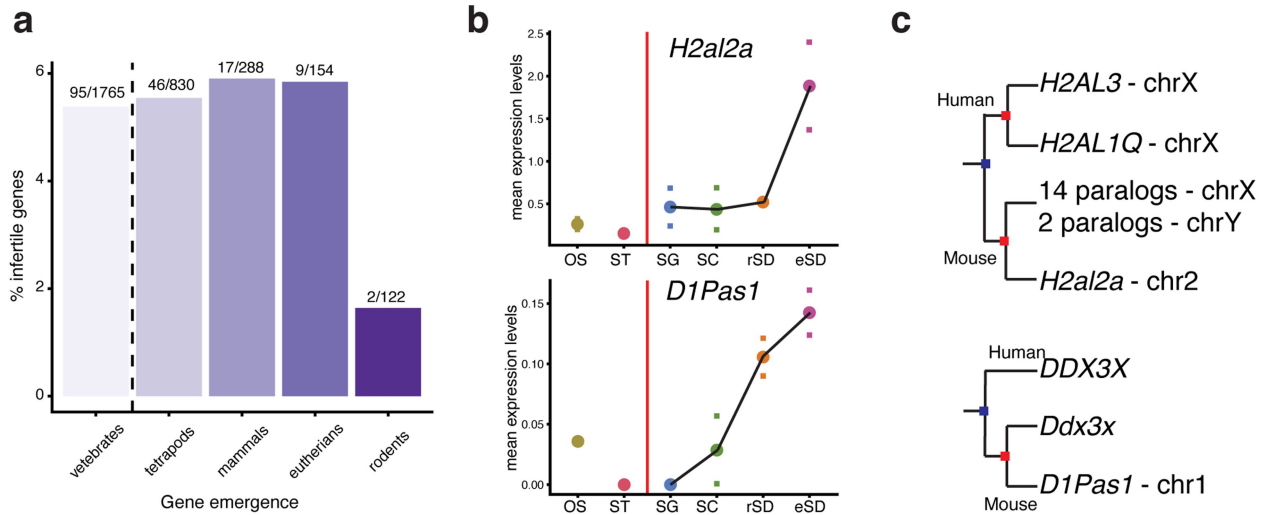 a
% infertile genes
6
4
2
0
95/1765
46/830
17/288
9/154
2/122
vetebrates
tetrapods
mammals
eutherians
rodents
Gene emergence
b
H2al2a
mean expression levels
2.5
2.0
1.5
1.0
0.5
OS ST SG SC rSD eSD
D1Pas1
mean expression levels
0.15
0.10
0.05
0.00
OS ST SG SC rSD eSD
c
Human
H2AL3 - chrX
H2AL1Q - chrX
14 paralogs - chrX
2 paralogs - chrY
Mouse
H2al2a - chr2
Human
DDX3X
Ddx3x
D1Pas1 - chr1
Mouse